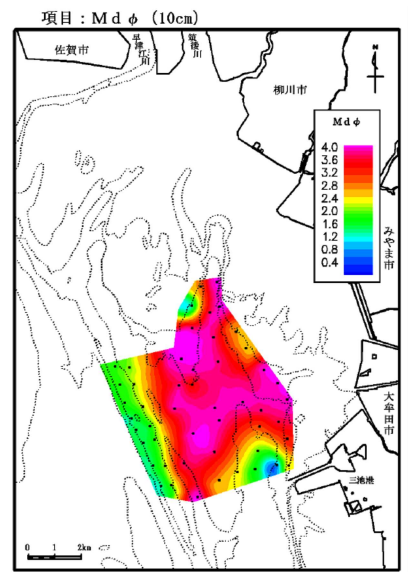 項目：Ｍｄφ (10cm)
佐賀市
早津江川
筑後川
柳川市
N
Ｍｄφ
4.0
3.6
3.2
2.8
2.4
2.0
1.6
1.2
0.8
0.4
みやま市
大牟田市
三池港
0 1 2km